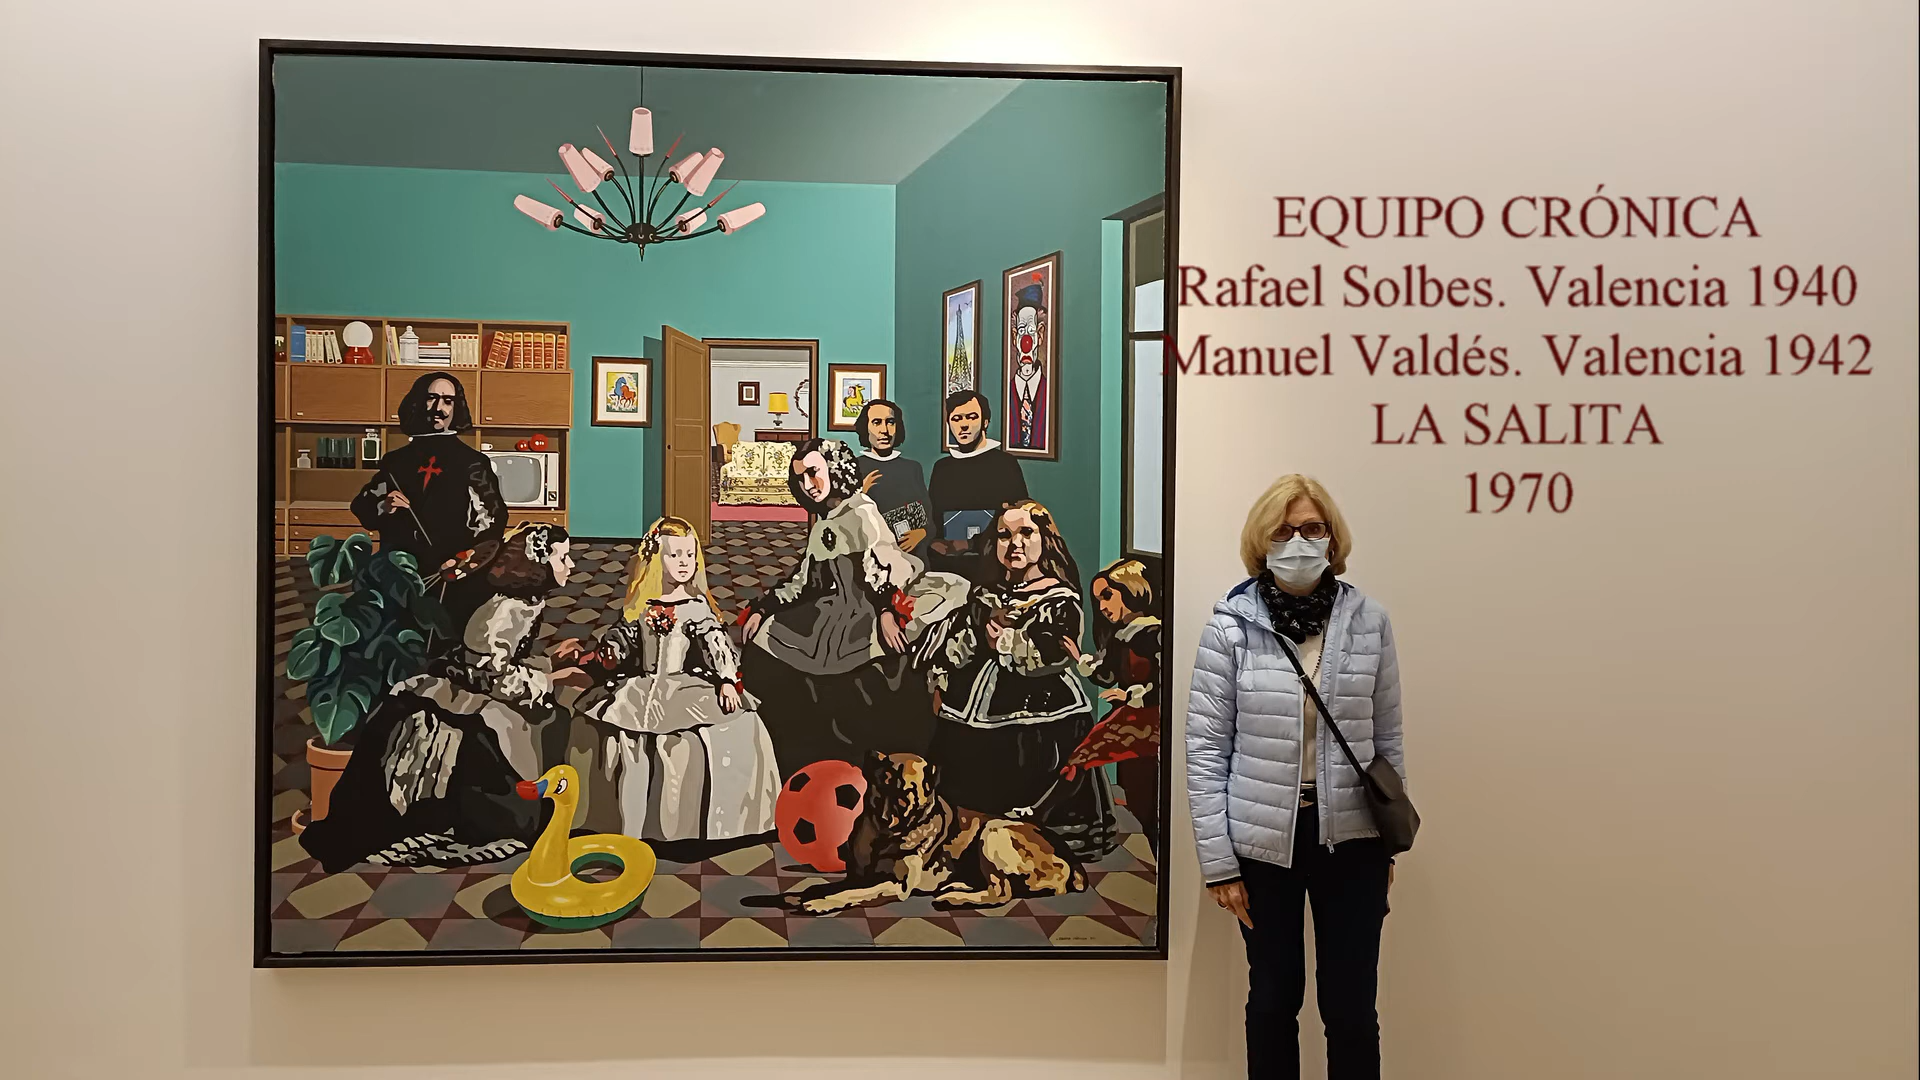 EQUIPO CRÓNICA
Rafael Solbes. Valencia 1940
Manuel Valdés. Valencia 1942
LA SALITA
1970